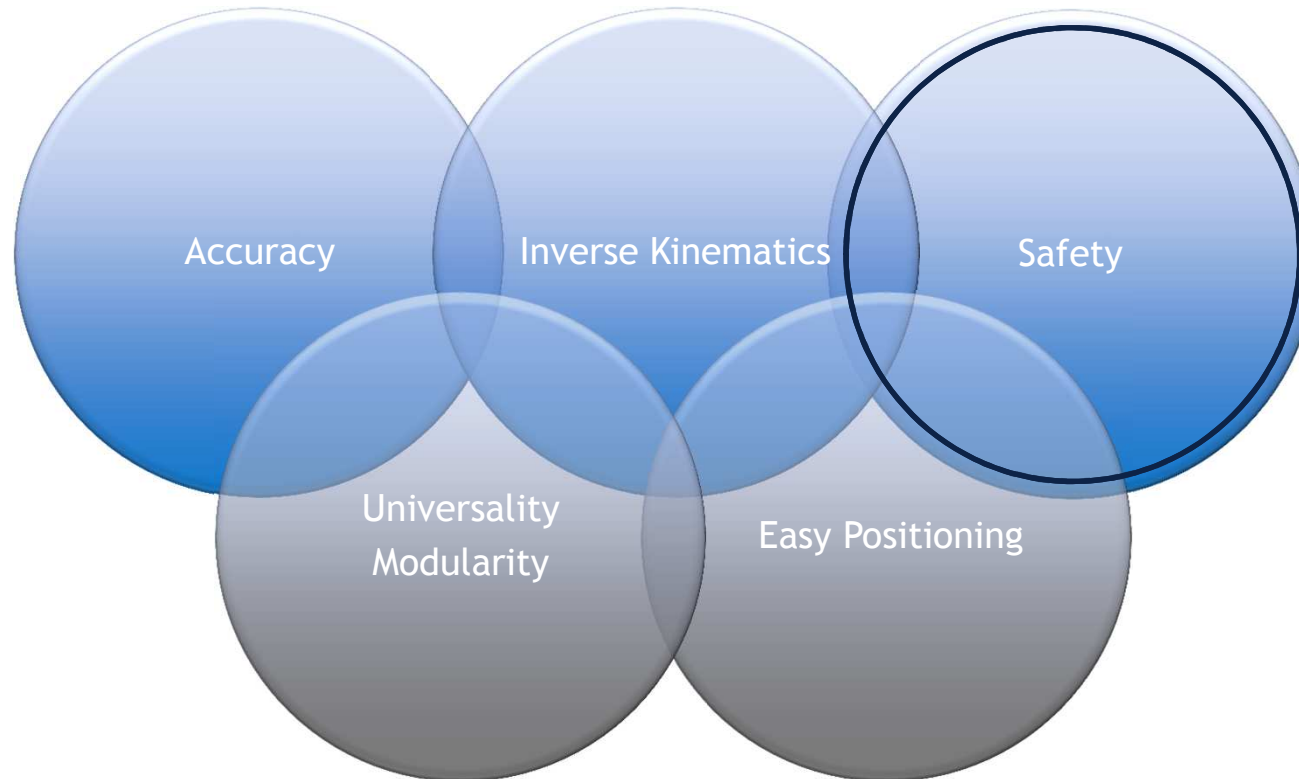 Accuracy
Inverse Kinematics
Safety
Universality
Modularity
Easy Positioning